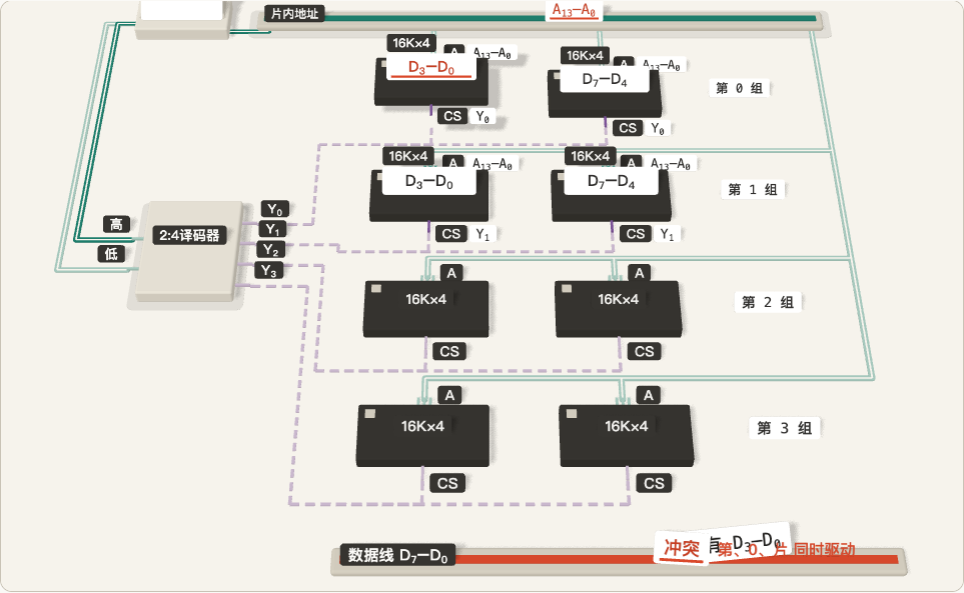 片内地址 A₁₃—A₀
16K×4 A A₁₃—A₀ 16K×4 A A₁₃—A₀
D₃—D₀ D₇—D₄ 第 0 组
CS Y₀ CS Y₀
16K×4 A A₁₃—A₀ 16K×4 A A₁₃—A₀
D₃—D₀ D₇—D₄ 第 1 组
高 2:4译码器 Y₀
Y₁ CS Y₁ CS Y₁
低 Y₂
Y₃
A A
16K×4 16K×4 第 2 组
CS CS
A A
16K×4 16K×4 第 3 组
CS CS
数据线 D₇—D₀ 冲突 D₃—D₀ 第、0、片 同时驱动